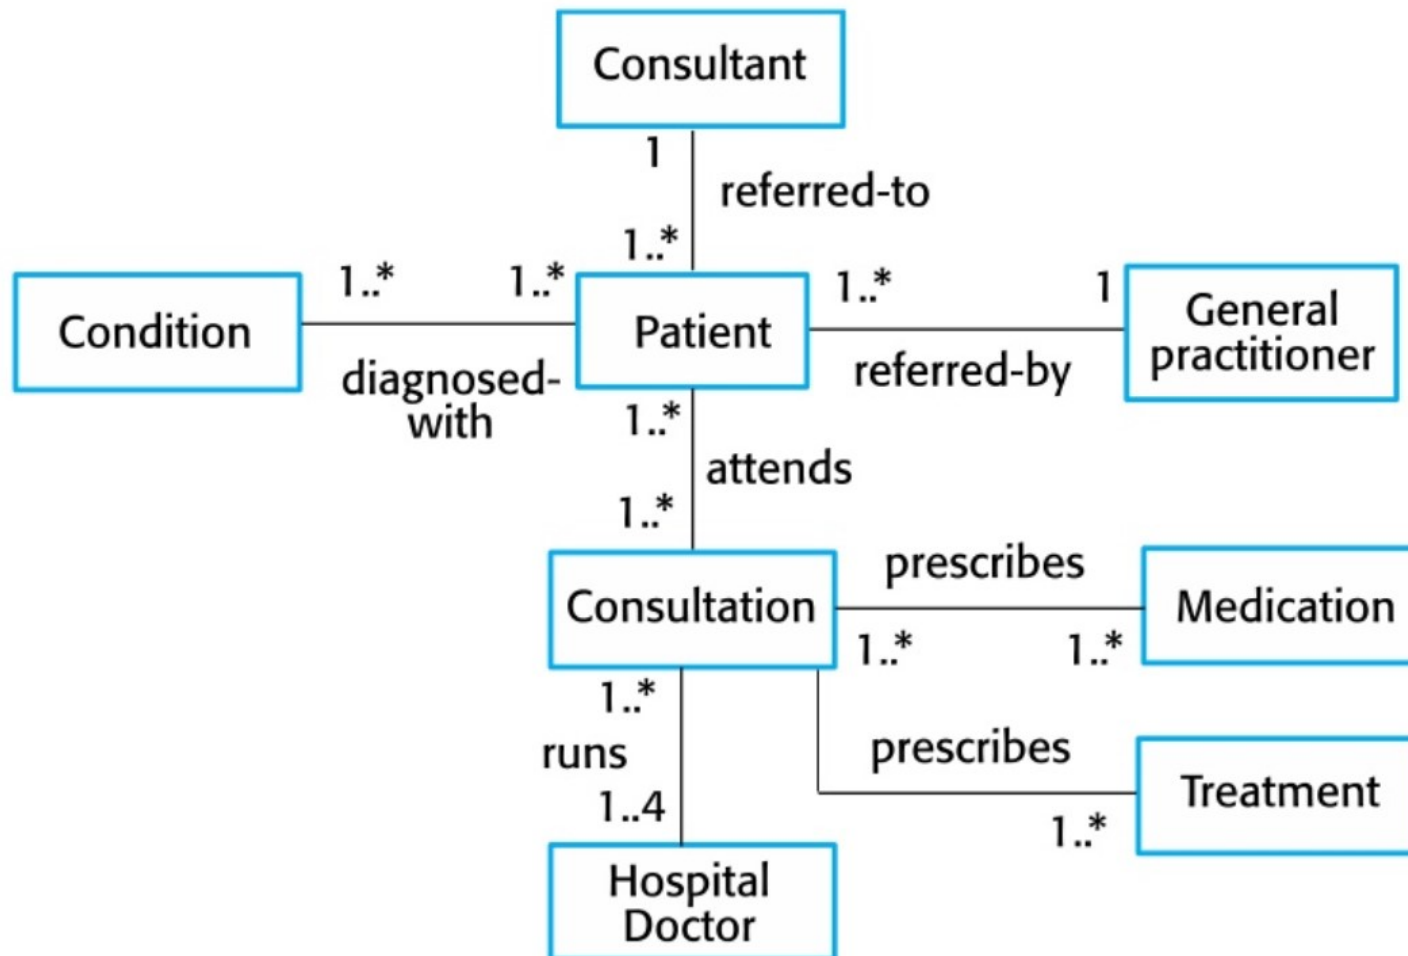 Consultant
1
referred-to
1..*
1..*
1..*
1..*
1
Condition
Patient
General
practitioner
diagnosed-
with
referred-by
1..*
attends
1..*
prescribes
Consultation
Medication
1..*
1..*
1..*
runs
prescribes
1..4
Treatment
1..*
Hospital
Doctor